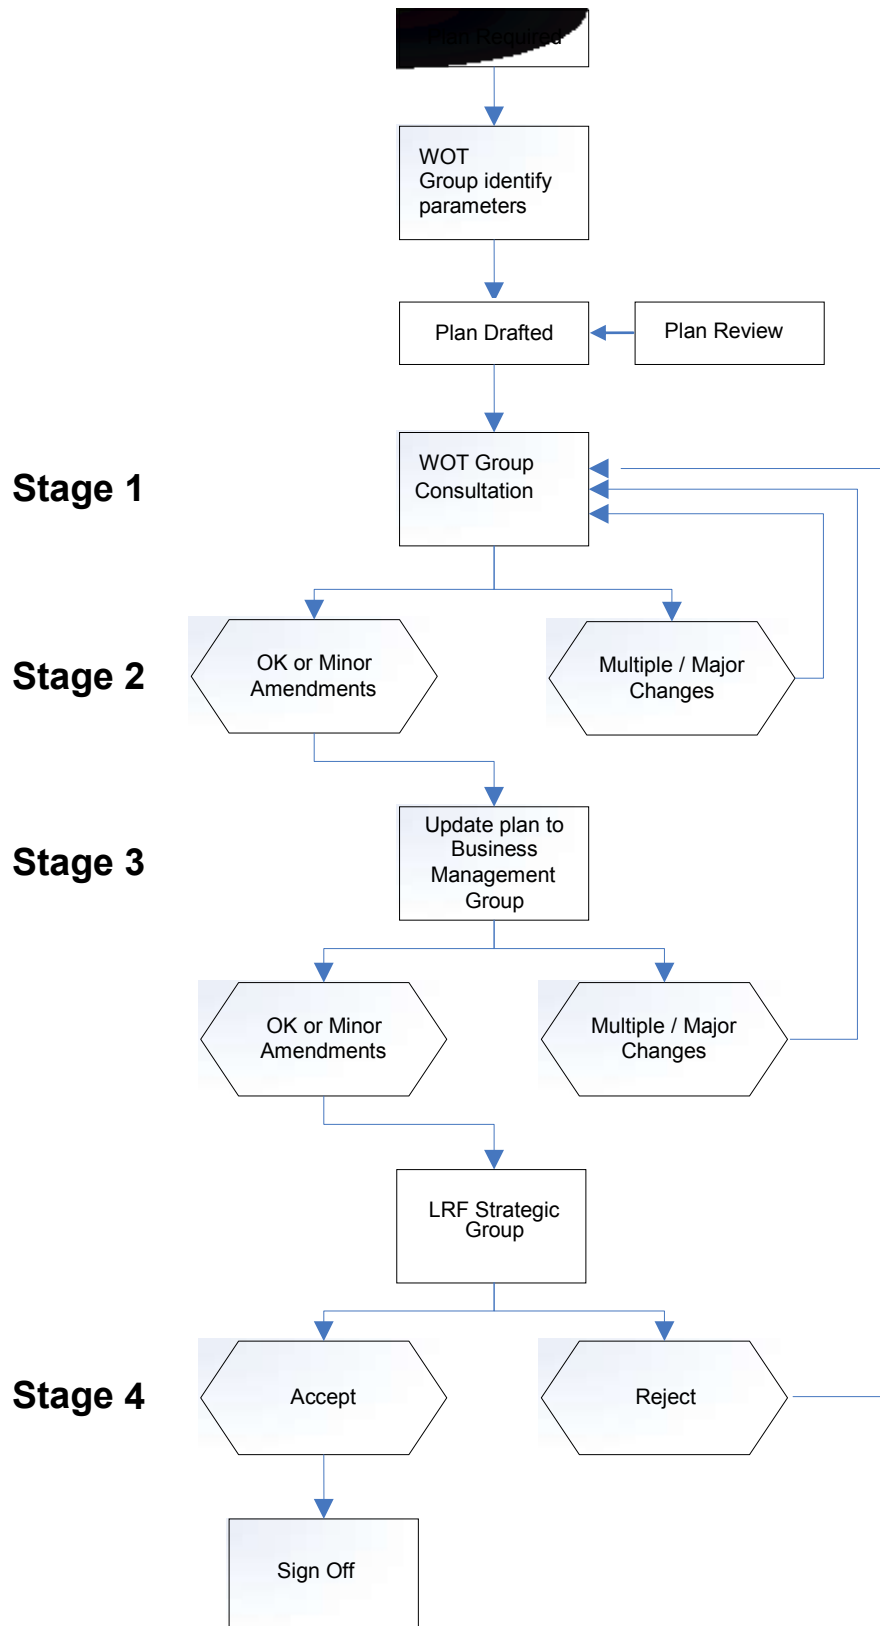 Plan Required
WOT
Group identify
parameters
Plan Drafted
Plan Review
Stage 1
WOT Group
Consultation
Stage 2
OK or Minor
Amendments
Multiple / Major
Changes
Stage 3
Update plan to
Business
Management
Group
OK or Minor
Amendments
Multiple / Major
Changes
LRF Strategic
Group
Stage 4
Accept
Reject
Sign Off